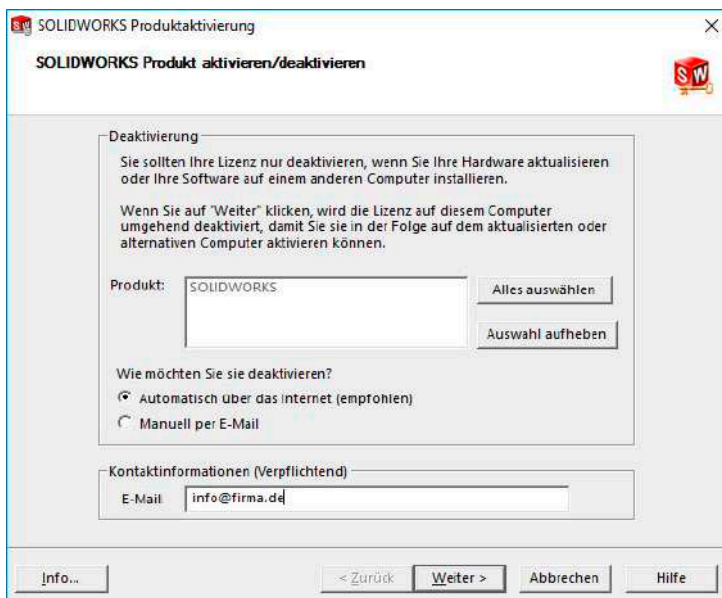 SOLIDWORKS Produktaktivierung
SOLIDWORKS Produkt aktivieren/deaktivieren
SW
Deaktivierung
Sie sollten Ihre Lizenz nur deaktivieren, wenn Sie Ihre Hardware aktualisieren
oder Ihre Software auf einem anderen Computer installieren.
Wenn Sie auf "Weiter" klicken, wird die Lizenz auf diesem Computer
umgehend deaktiviert, damit Sie sie in der Folge auf dem aktualisierten oder
alternativen Computer aktivieren können.
Produkt: SOLIDWORKS Alles auswählen
Auswahl aufheben
Wie möchten Sie sie deaktivieren?
Automatisch über das Internet (empfohlen)
Manuell per E-Mail
Kontaktinformationen (Verpflichtend)
E-Mail info@firma.de
Info... < Zurück Weiter > Abbrechen Hilfe